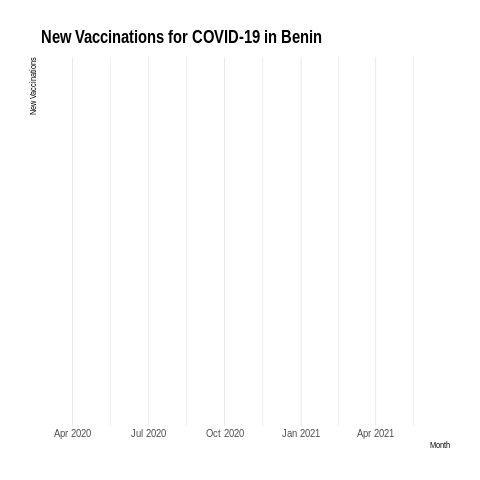 New Vaccinations for COVID-19 in Benin
New Vaccinations
Apr 2020 Jul 2020 Oct 2020 Jan 2021 Apr 2021
Month